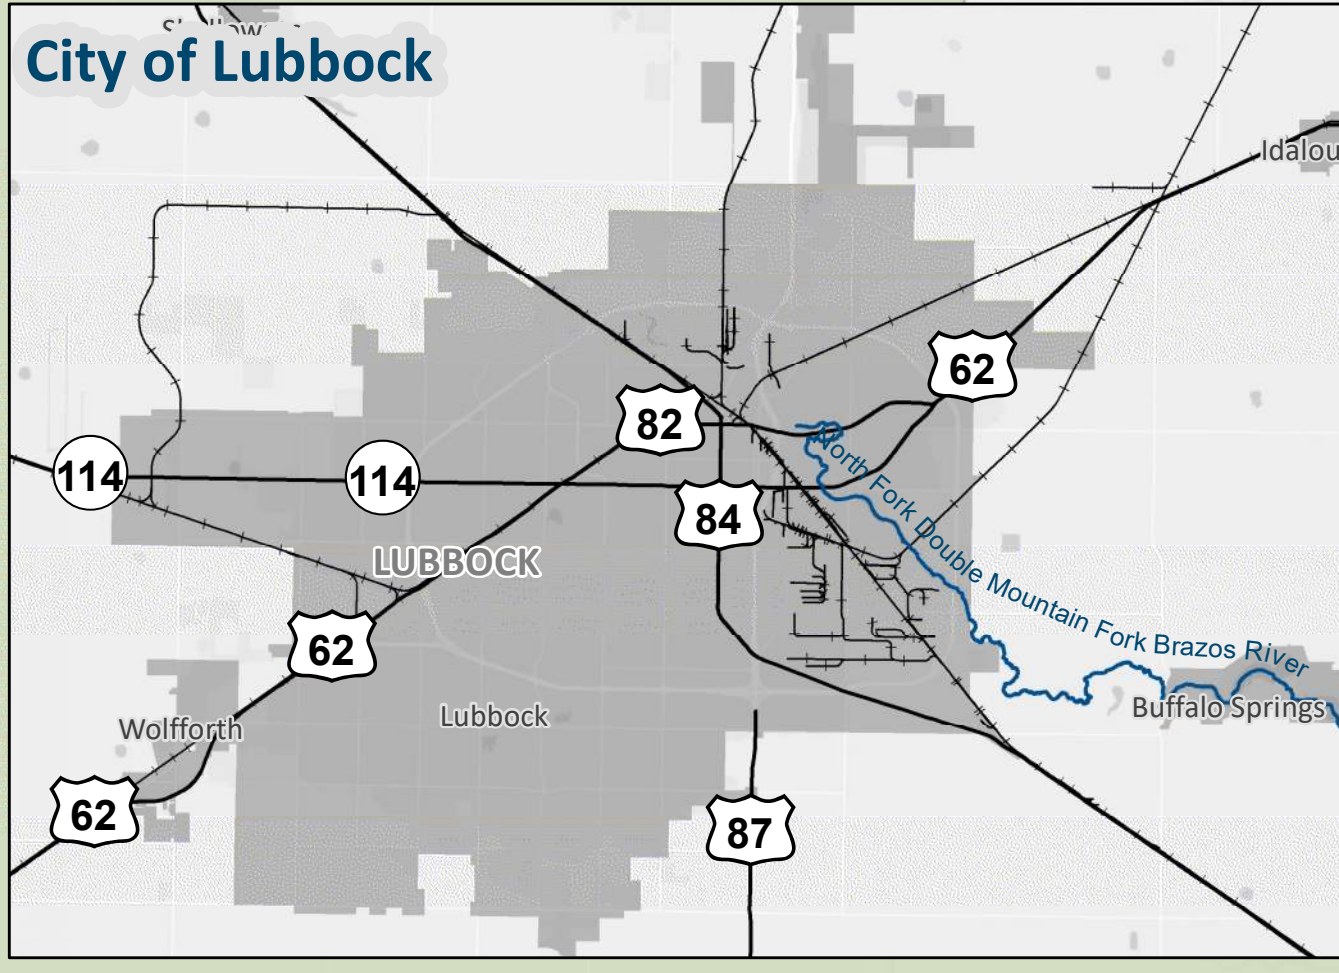 City of Lubbock
Idalou
62
82
114
114
84
North Fork Double Mountain Fork Brazos River
LUBBOCK
62
Wolfforth
Lubbock
Buffalo Springs
62
87